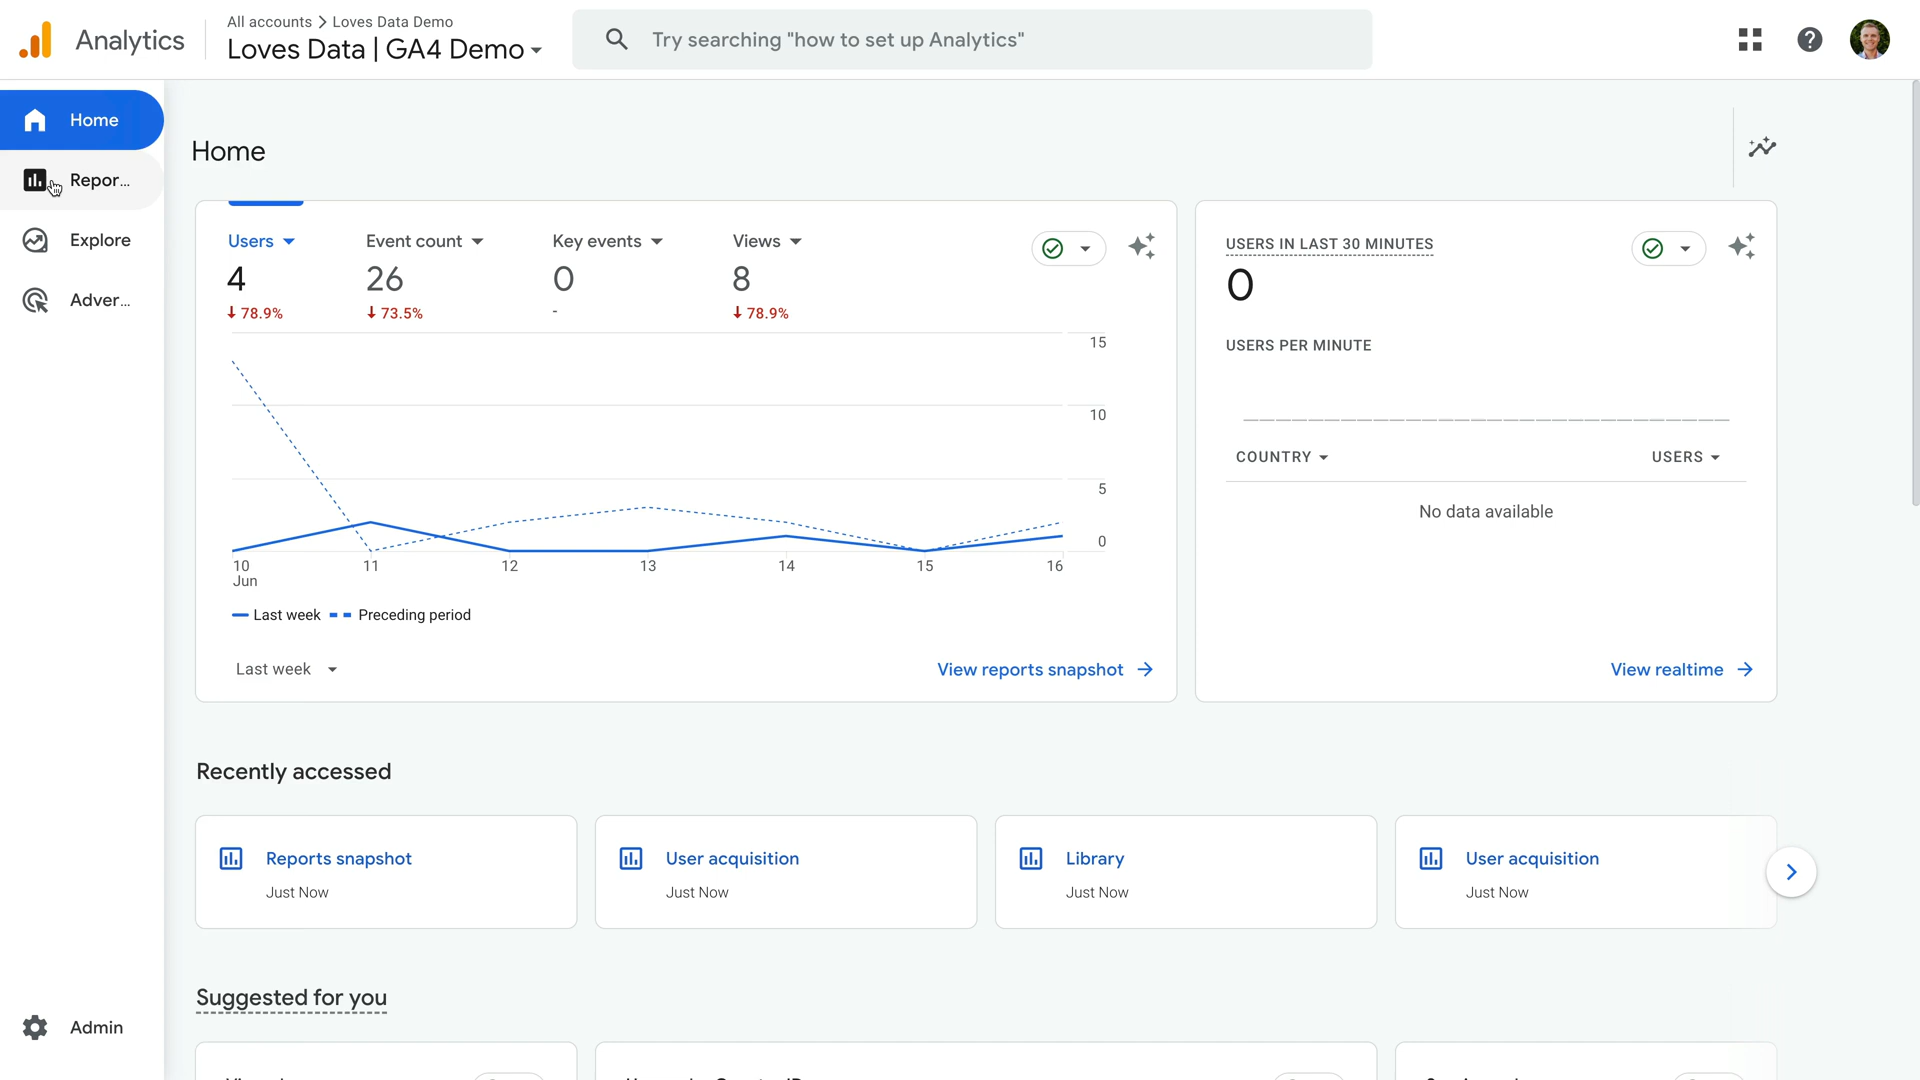 Analytics
All accounts > Loves Data Demo
Loves Data | GA4 Demo
Try searching "how to set up Analytics"
Home
Repor...
Explore
Adver...
Admin
Home
Users
4
78.9%
Event count
26
73.5%
Key events
0
-
Views
8
78.9%
15
10
5
0
10 11 12 13 14 15 16
Jun
Last week Preceding period
Last week
View reports snapshot
USERS IN LAST 30 MINUTES
0
USERS PER MINUTE
COUNTRY USERS
No data available
View realtime
Recently accessed
Reports snapshot
Just Now
User acquisition
Just Now
Library
Just Now
User acquisition
Just Now
Suggested for you